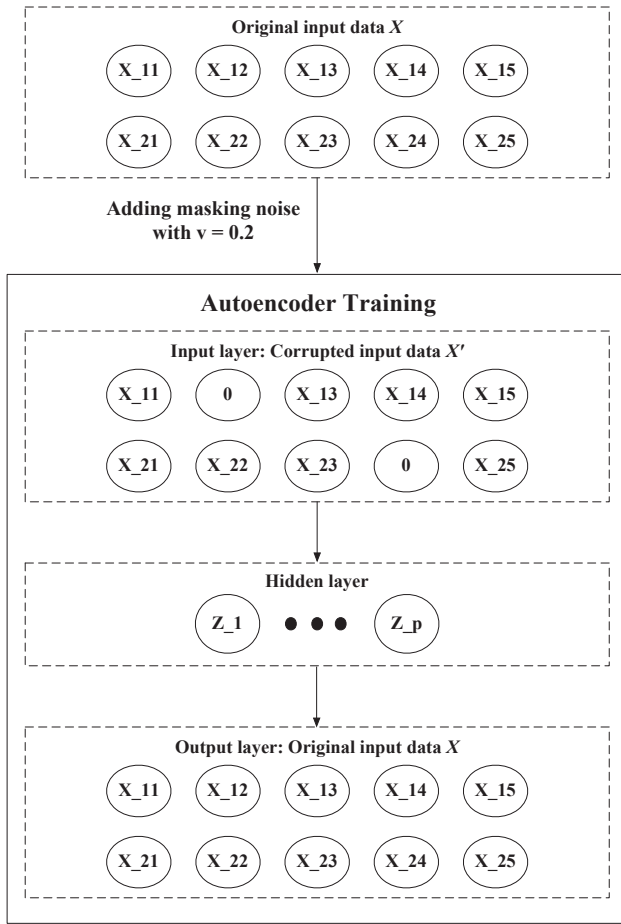 Original input data X
X_11 X_12 X_13 X_14 X_15
X_21 X_22 X_23 X_24 X_25
Adding masking noise
with v = 0.2
Autoencoder Training
Input layer: Corrupted input data X'
X_11 0 X_13 X_14 X_15
X_21 X_22 X_23 0 X_25
Hidden layer
Z_1 ● ● ● Z_p
Output layer: Original input data X
X_11 X_12 X_13 X_14 X_15
X_21 X_22 X_23 X_24 X_25